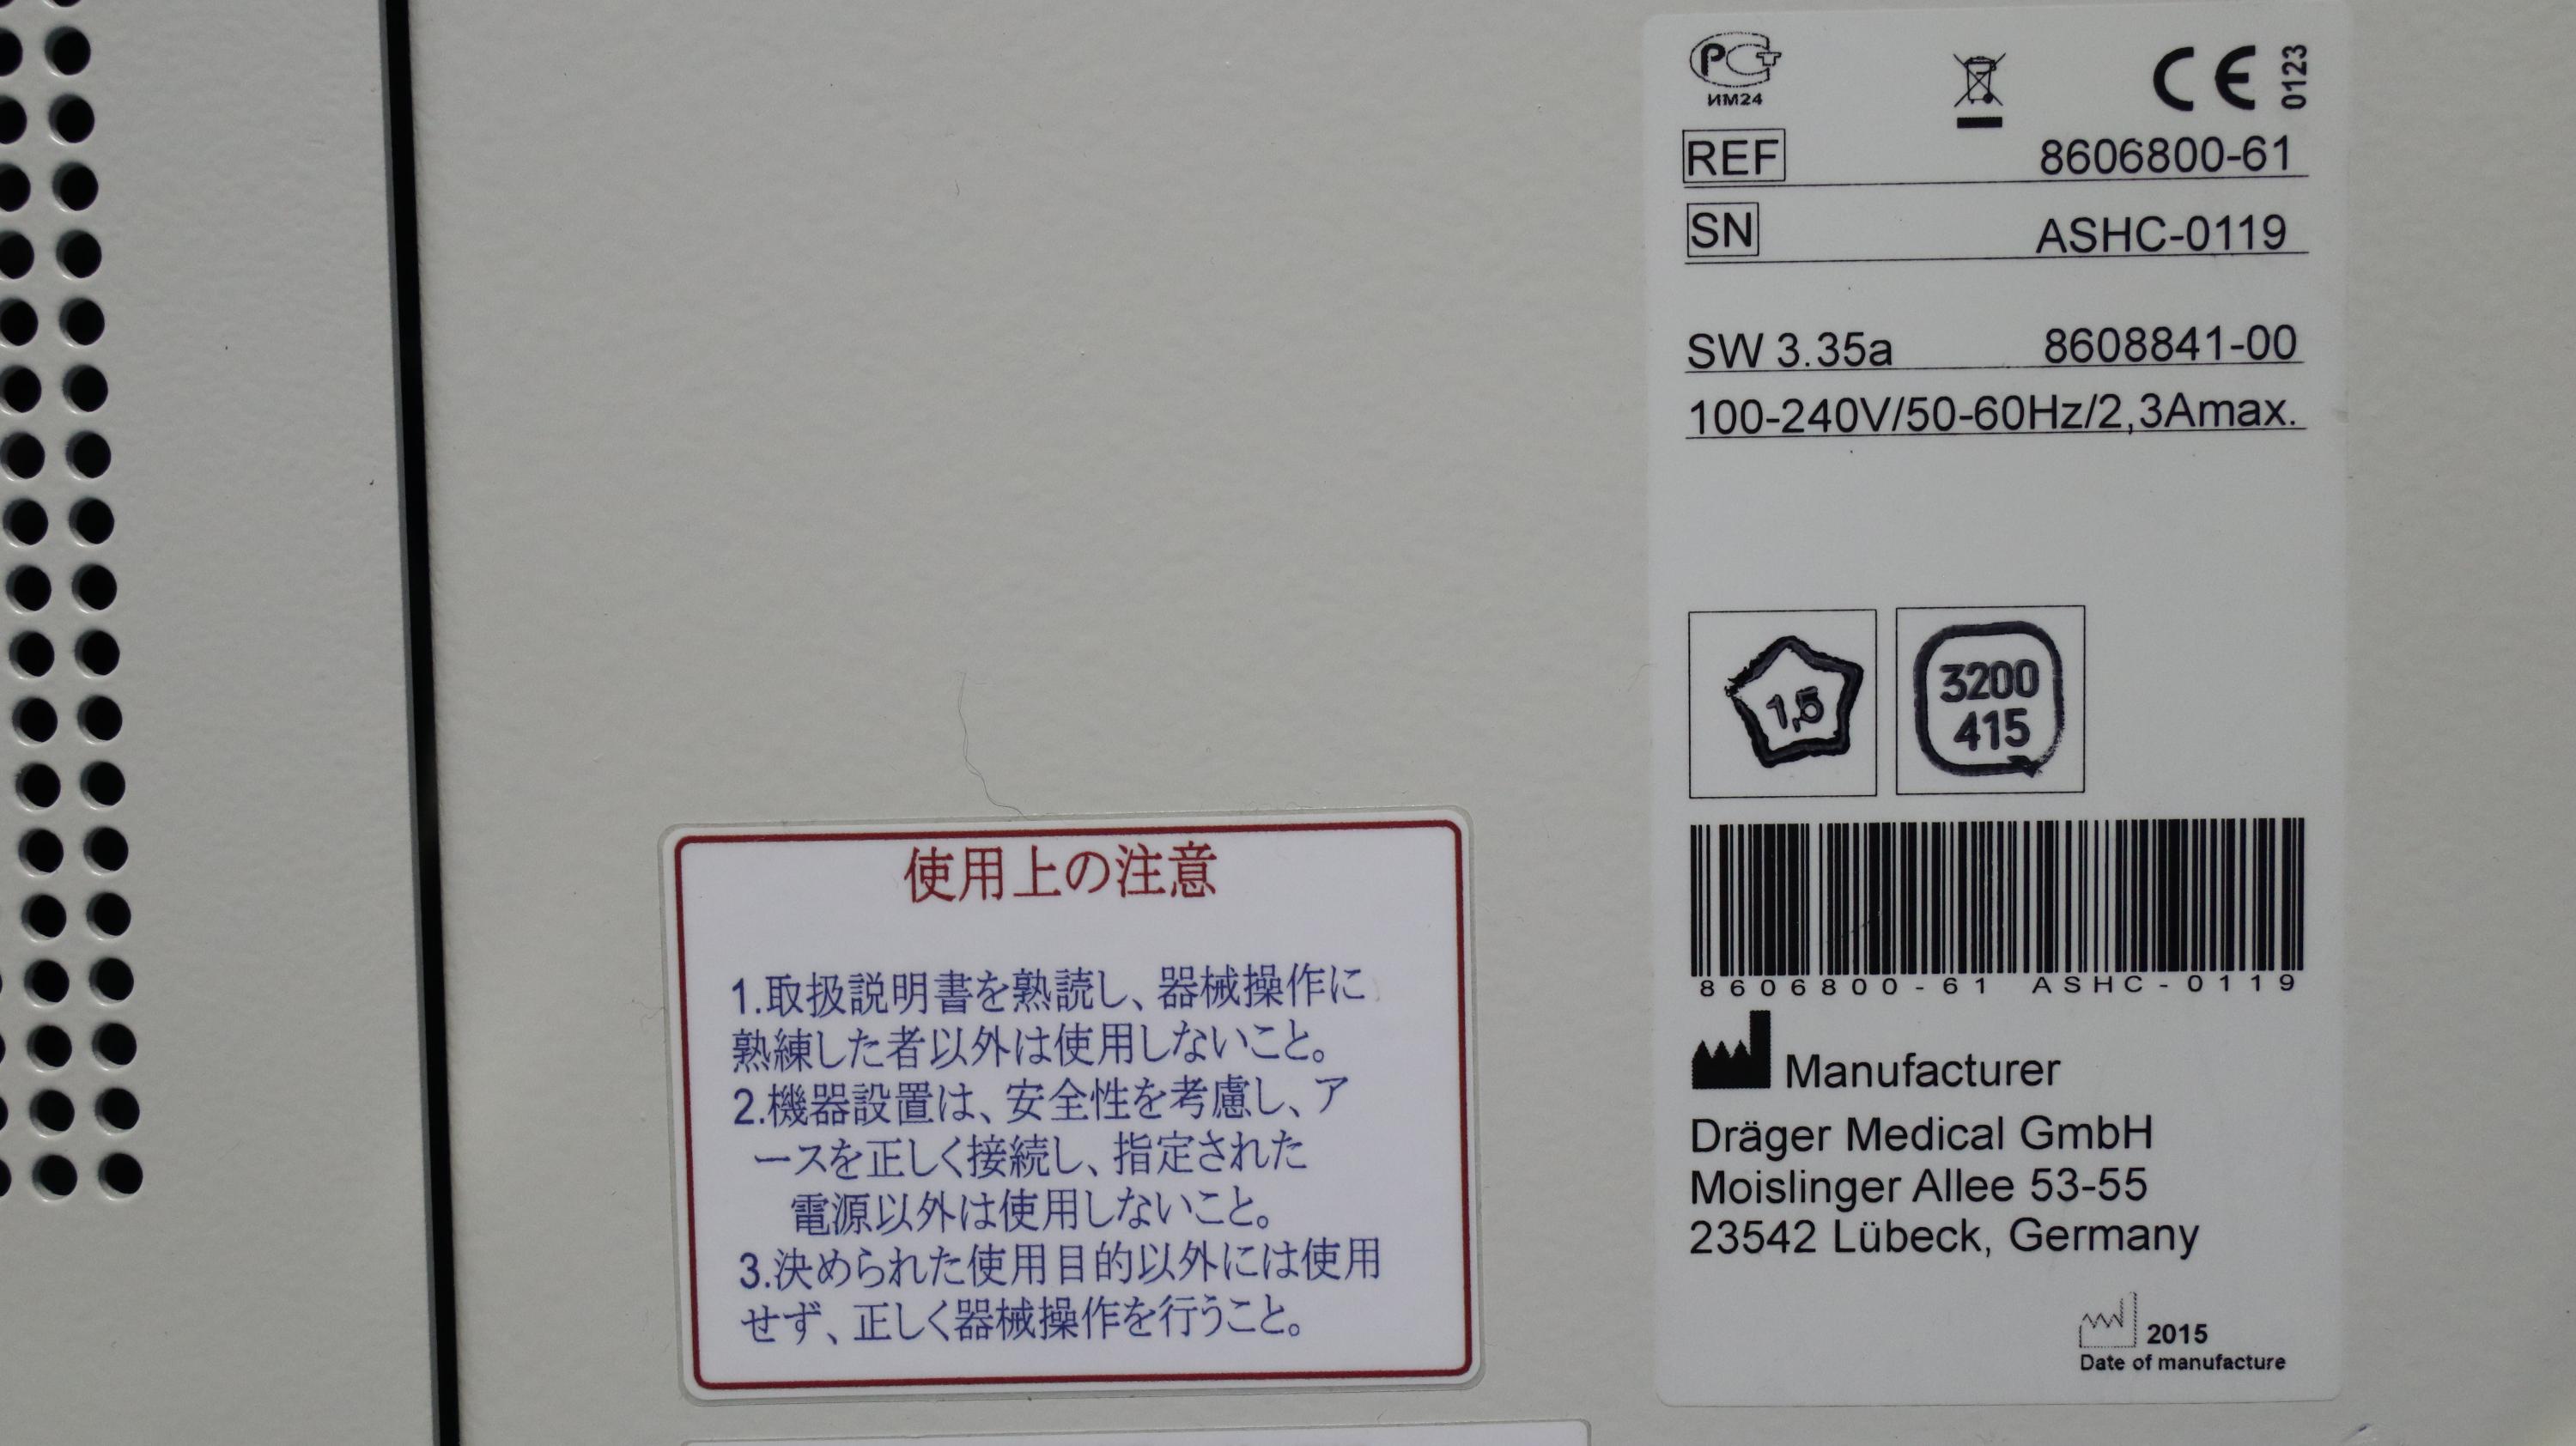 使用上の注意
1.取扱説明書を熟読し、器械操作に
熟練した者以外は使用しないこと。
2.機器設置は、安全性を考慮し、ア
ースを正しく接続し、指定された
電源以外は使用しないこと。
3.決められた使用目的以外には使用
せず、正しく器械操作を行うこと。
РСТ
ИМ24
CE 0123
REF 8606800-61
SN ASHC-0119
SW 3.35a 8608841-00
100-240V/50-60Hz/2,3Amax.
1,5
3200
415
8606800-61 ASHC-0119
Manufacturer
Dräger Medical GmbH
Moislinger Allee 53-55
23542 Lübeck, Germany
2015
Date of manufacture